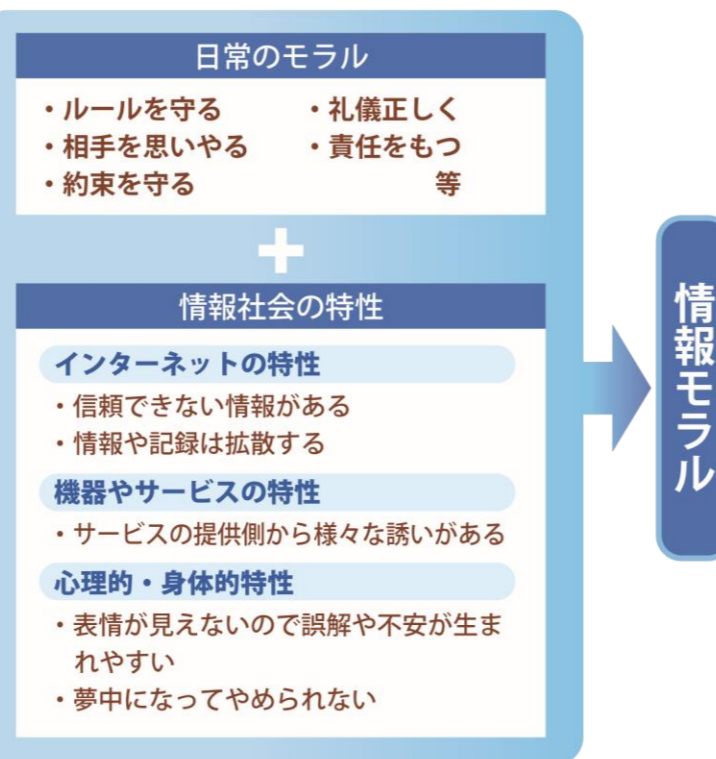 日常のモラル
・ルールを守る ・礼儀正しく
・相手を思いやる ・責任をもつ
・約束を守る 等
+
情報社会の特性
インターネットの特性
・信頼できない情報がある
・情報や記録は拡散する
機器やサービスの特性
・サービスの提供側から様々な誘いがある
心理的・身体的特性
・表情が見えないので誤解や不安が生ま
れやすい
・夢中になってやめられない
情報モラル